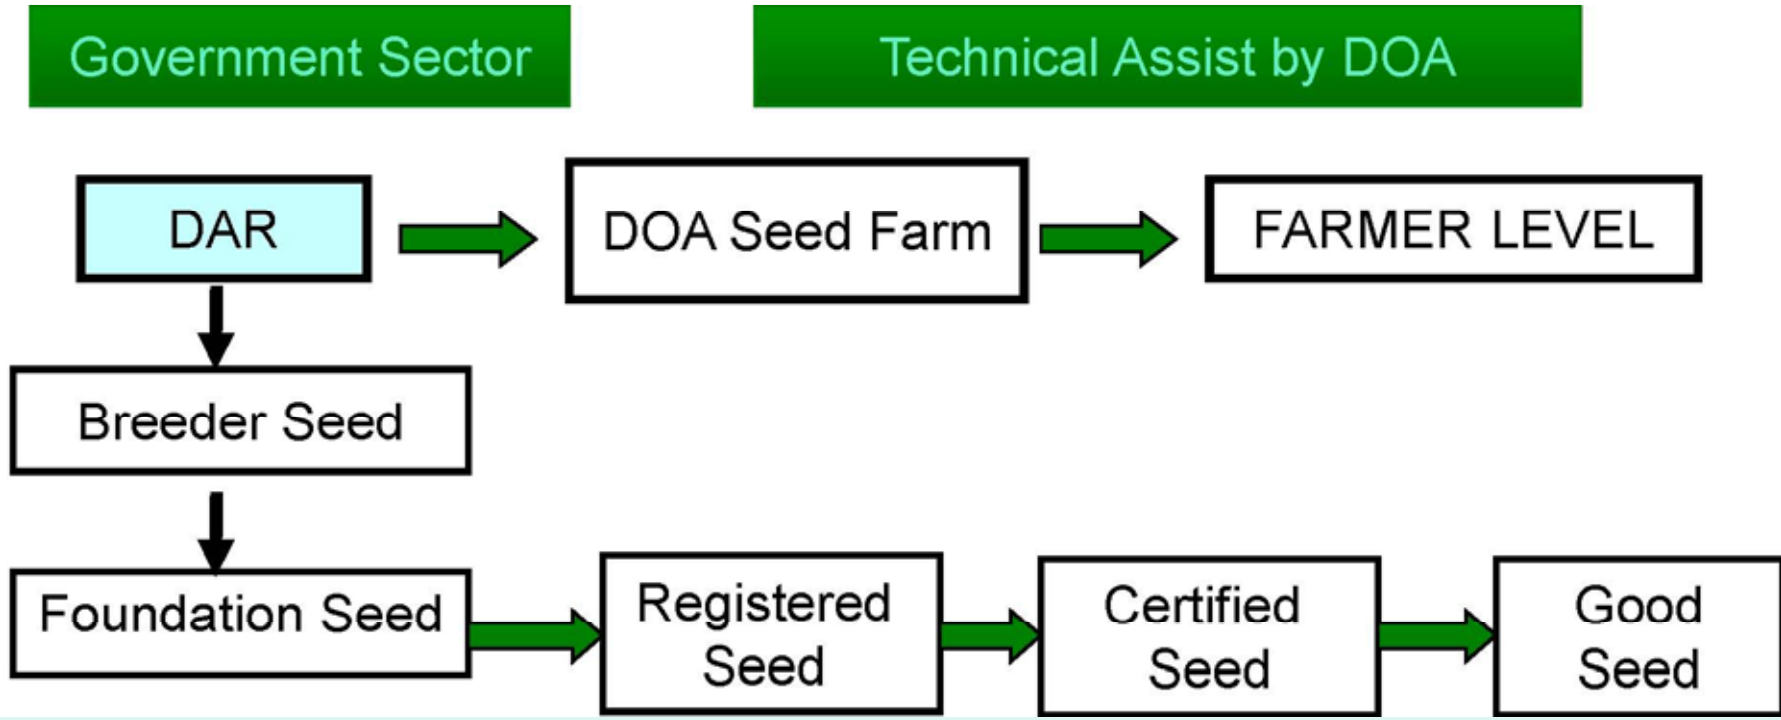 Government Sector
Technical Assist by DOA
DAR
DOA Seed Farm
FARMER LEVEL
Breeder Seed
Foundation Seed
Registered
Seed
Certified
Seed
Good
Seed